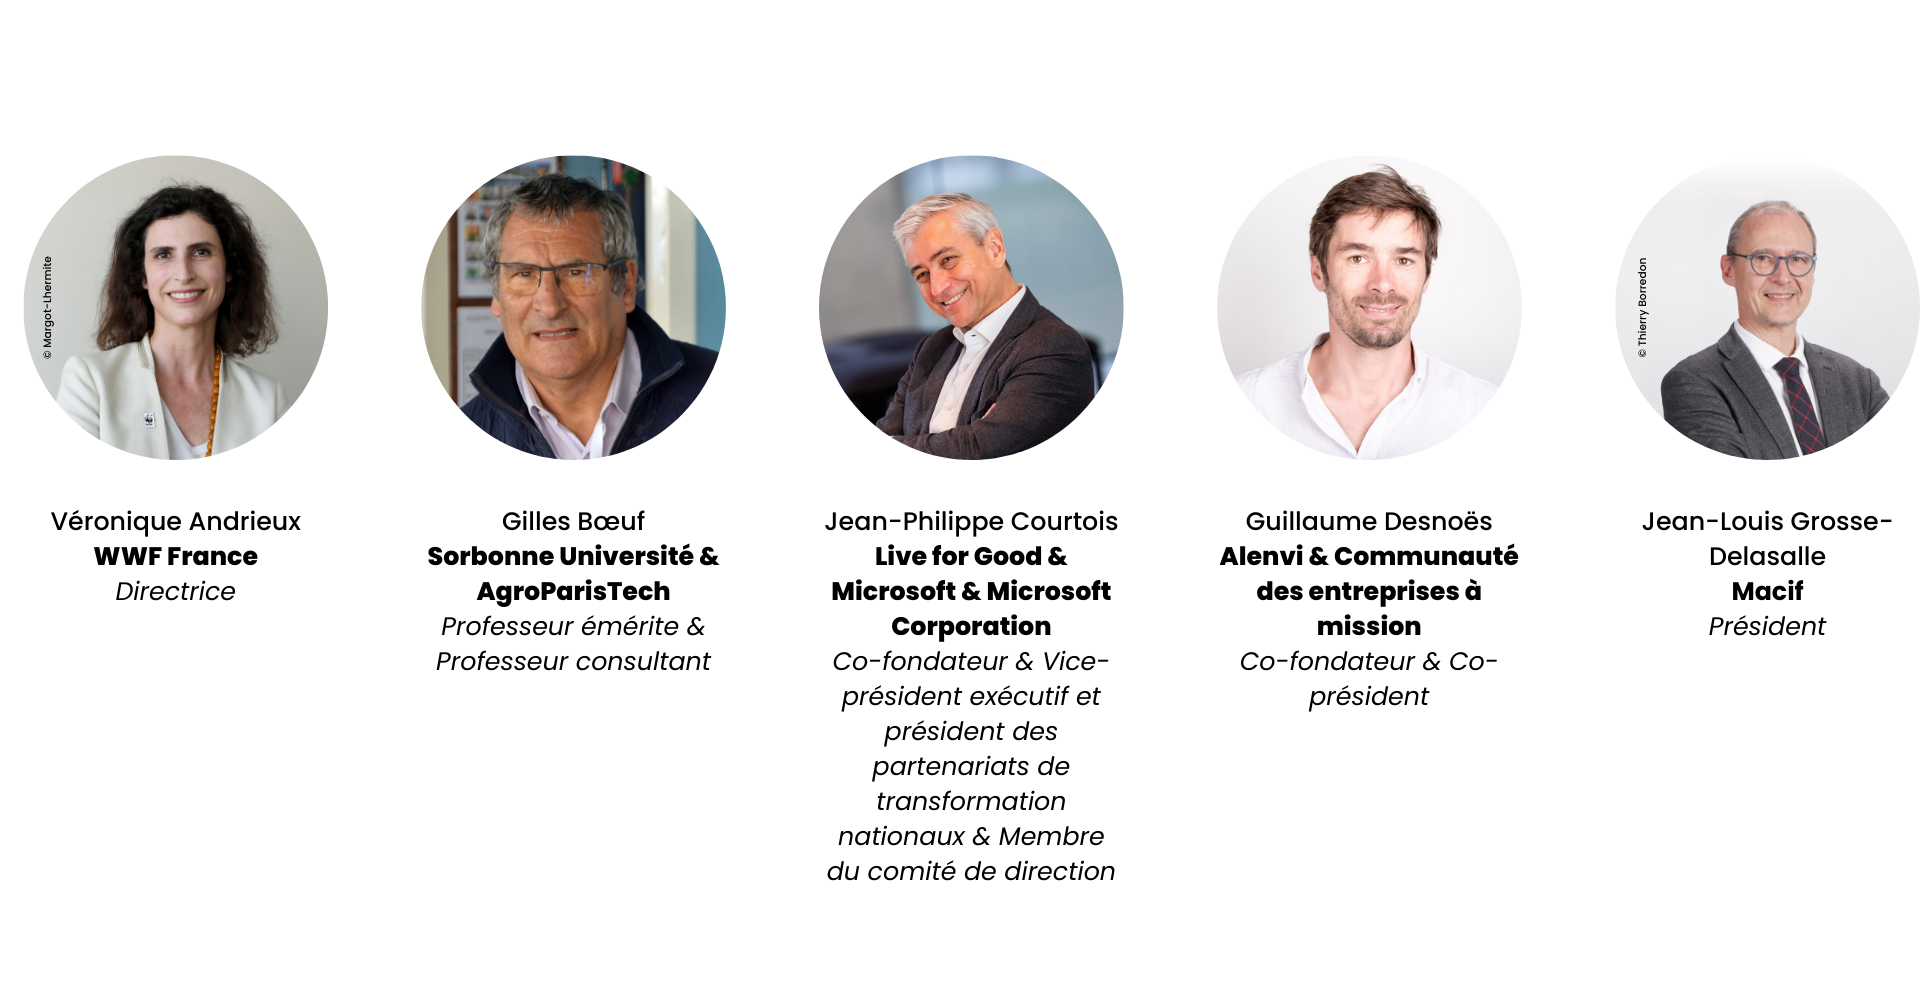 © Margot-Lhermite
© Thierry Borredon
Véronique Andrieux
WWF France
Directrice
Gilles Bœuf
Sorbonne Université &
AgroParisTech
Professeur émérite &
Professeur consultant
Jean-Philippe Courtois
Live for Good &
Microsoft & Microsoft
Corporation
Co-fondateur & Vice-
président exécutif et
président des
partenariats de
transformation
nationaux & Membre
du comité de direction
Guillaume Desnoës
Alenvi & Communauté
des entreprises à
mission
Co-fondateur & Co-
président
Jean-Louis Grosse-
Delasalle
Macif
Président